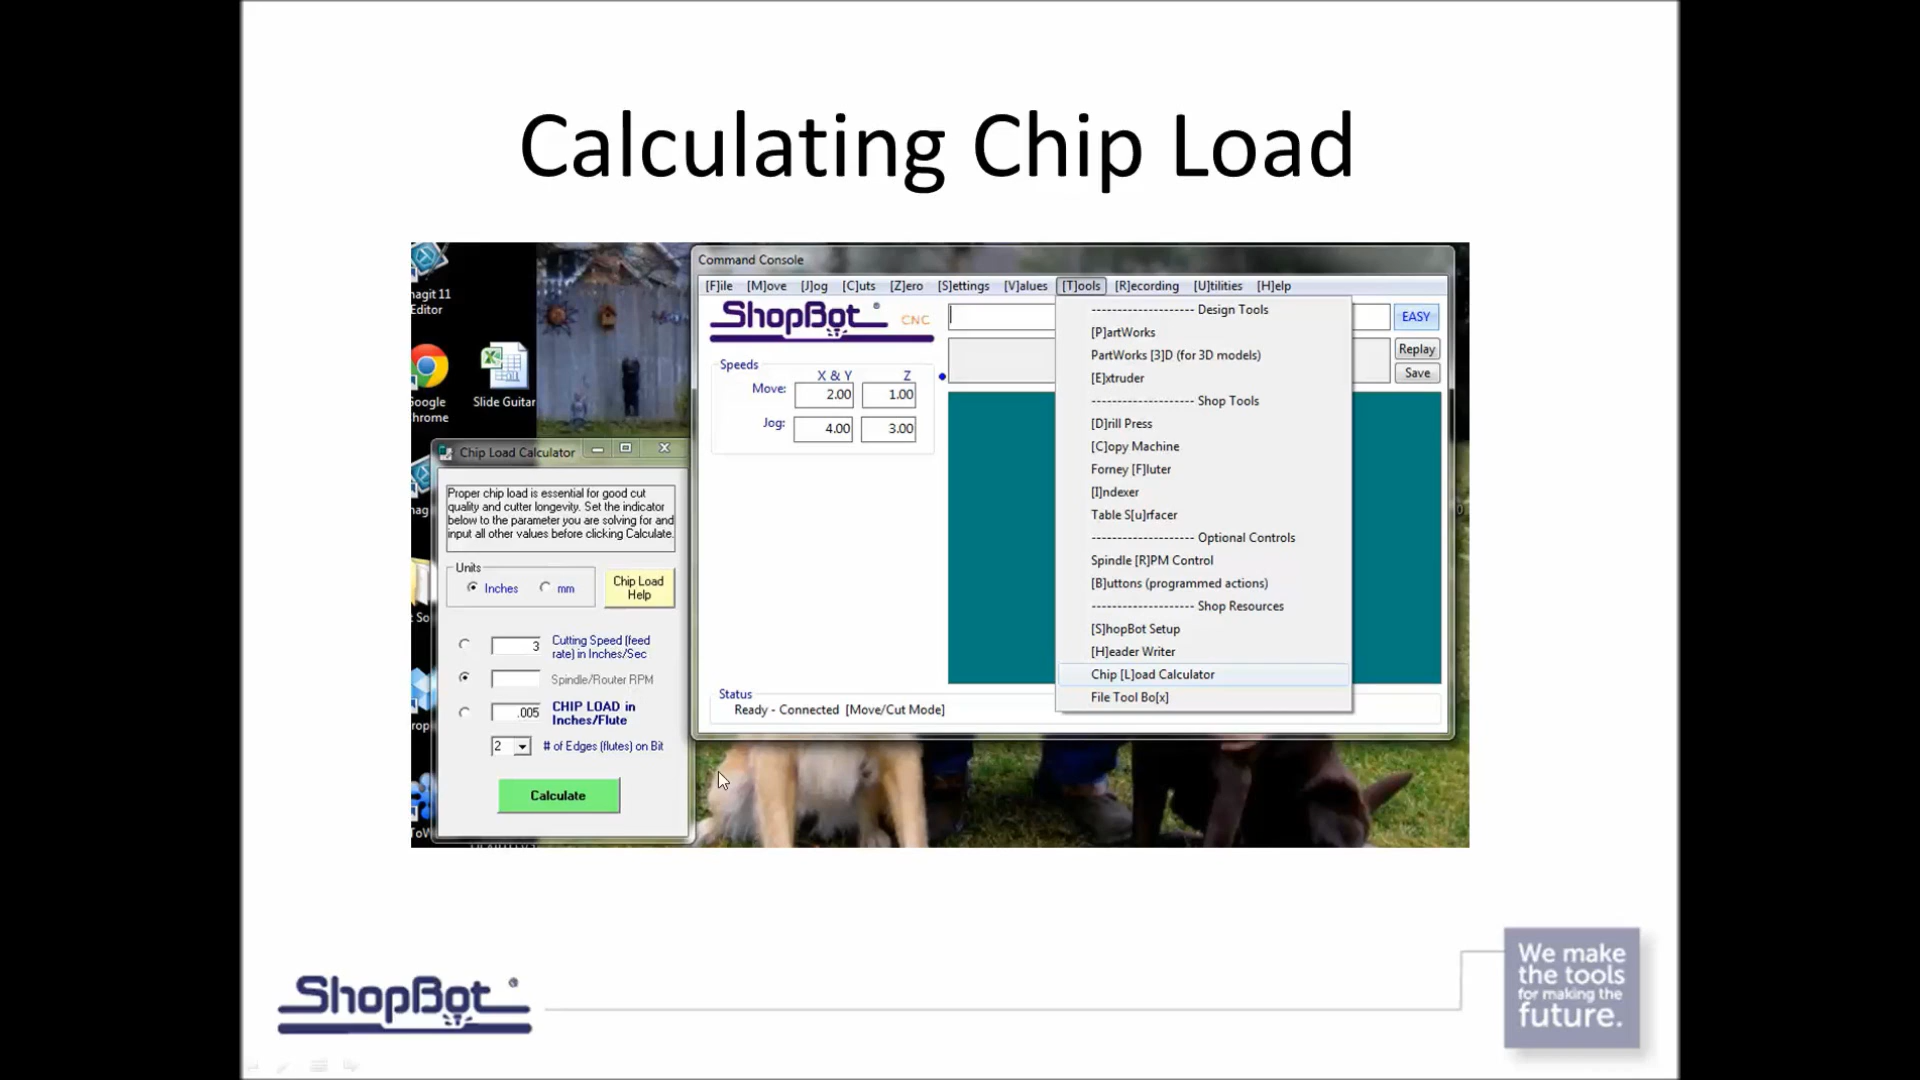 Calculating Chip Load
Editor
Slide Guitar
Command Console
[F]ile [M]ove [J]og [C]uts [Z]ero [S]ettings [V]alues [T]ools [R]ecording [U]tilities [H]elp
ShopBot CNC
EASY
Replay
Save
Speeds
X & Y Z
Move: 2.00 1.00
Jog: 4.00 3.00
Design Tools
[P]artWorks
PartWorks [3]D (for 3D models)
[E]xtruder
Shop Tools
[D]rill Press
[C]opy Machine
Forney [F]luter
[I]ndexer
Table S[u]rfacer
Optional Controls
Spindle [R]PM Control
[B]uttons (programmed actions)
Shop Resources
[S]hopBot Setup
[H]eader Writer
Chip [L]oad Calculator
File Tool Bo[x]
Status
Ready - Connected [Move/Cut Mode]
Chip Load Calculator
Proper chip load is essential for good cut
quality and cutter longevity. Set the indicator
below to the parameter you are solving for and
input all other values before clicking Calculate.
Units
Inches mm
Chip Load
Help
3 Cutting Speed (feed
rate) in Inches/Sec
Spindle/Router RPM
.005 CHIP LOAD in
Inches/Flute
2 # of Edges (flutes) on Bit
Calculate
ShopBot
We make
the tools
for making the
future.